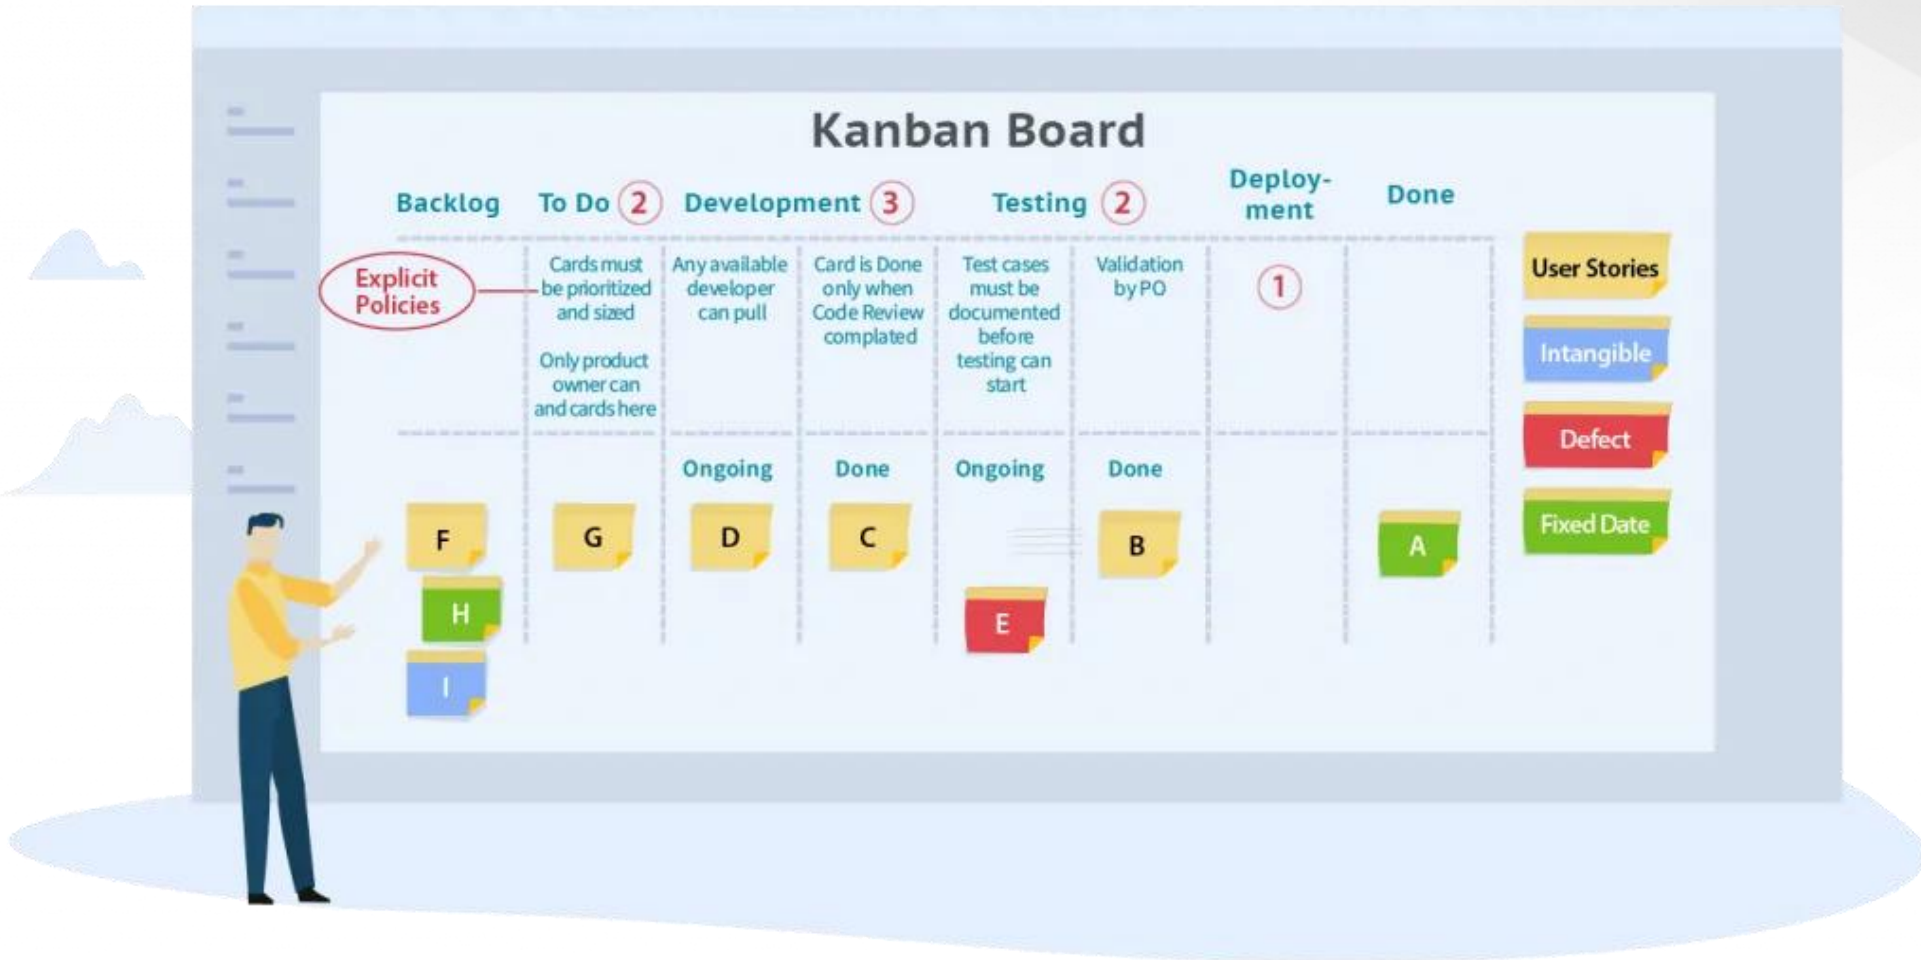 Kanban Board
Backlog
To Do 2
Development 3
Testing 2
Deploy-
ment
Done
Explicit
Policies
Cards must
be prioritized
and sized
Only product
owner can
and cards here
Any available
developer
can pull
Card is Done
only when
Code Review
complated
Test cases
must be
documented
before
testing can
start
Validation
by PO
1
Ongoing
Done
Ongoing
Done
F
G
D
C
B
A
H
E
I
User Stories
Intangible
Defect
Fixed Date